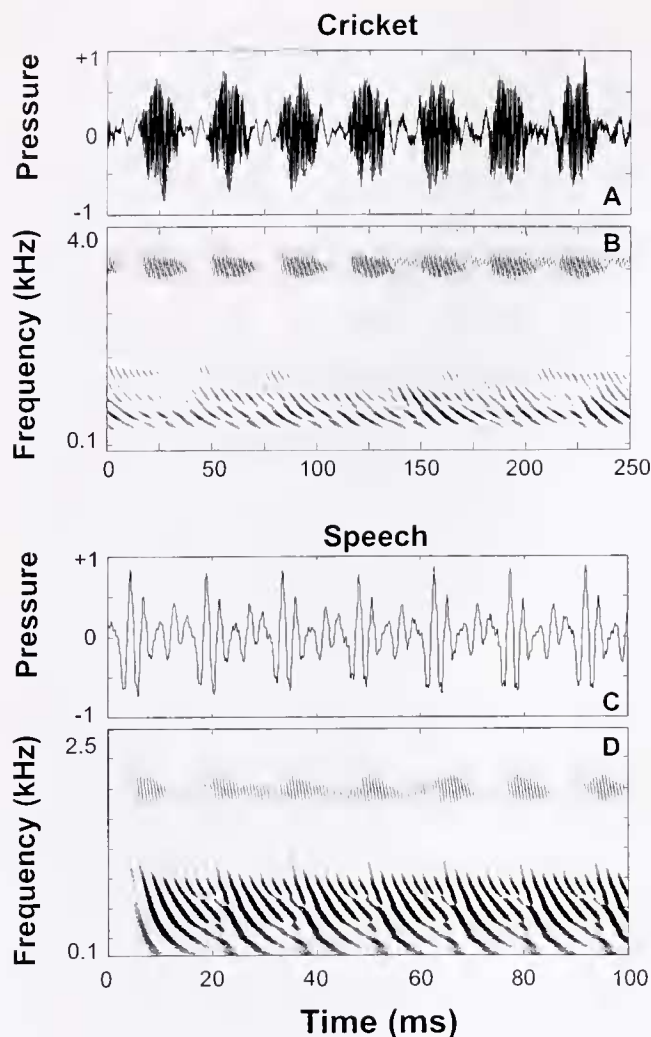 Cricket
Pressure
+1
0
-1
A
Frequency (kHz)
4.0
0.1
B
0 50 100 150 200 250
Speech
Pressure
+1
0
-1
C
Frequency (kHz)
2.5
0.1
D
0 20 40 60 80 100
Time (ms)